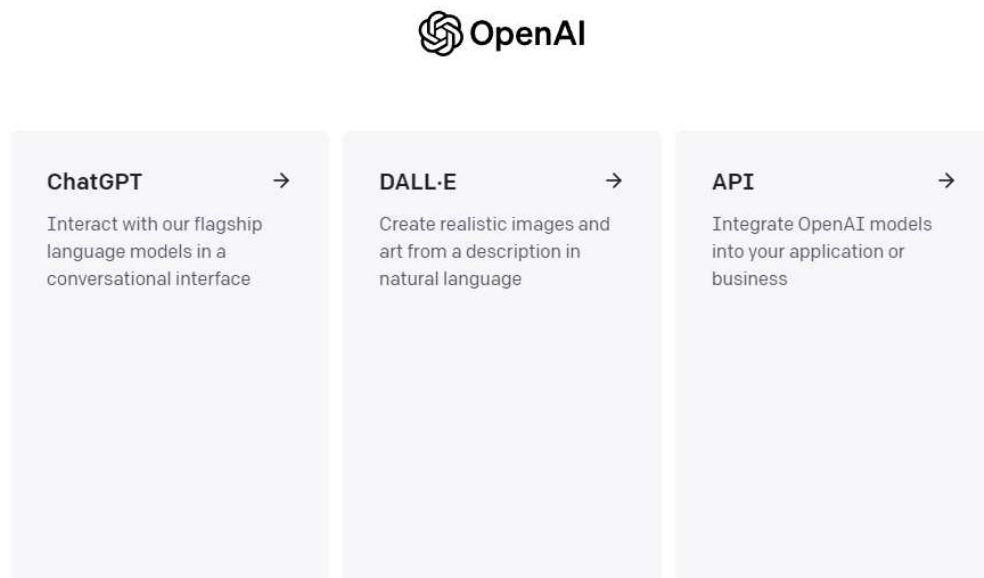 OpenAI
ChatGPT
Interact with our flagship
language models in a
conversational interface
DALL·E
Create realistic images and
art from a description in
natural language
API
Integrate OpenAI models
into your application or
business